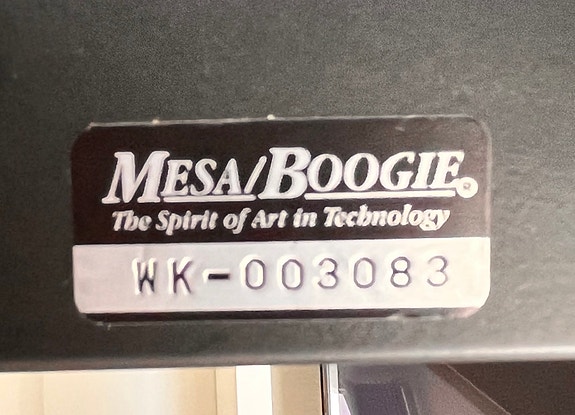 MESA/BOOGIE®
The Spirit of Art in Technology
WK-003083